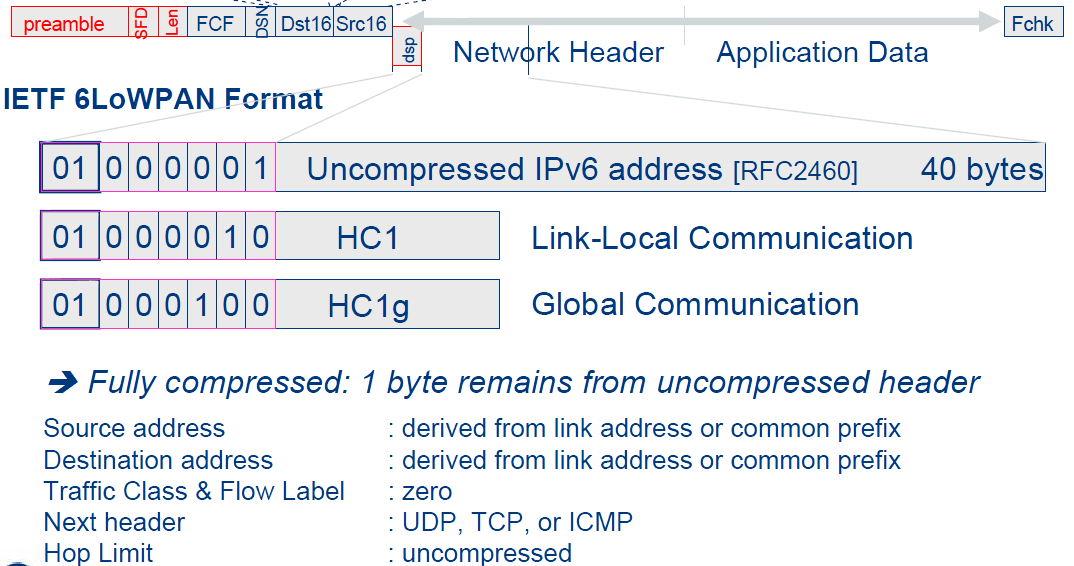 preamble SFD Len FCF DSN Dst16 Src16 Fchk
dsp Network Header Application Data
IETF 6LoWPAN Format
01 0 0 0 0 0 1 Uncompressed IPv6 address [RFC2460] 40 bytes
01 0 0 0 0 1 0 HC1 Link-Local Communication
01 0 0 0 1 0 0 HC1g Global Communication
➔ Fully compressed: 1 byte remains from uncompressed header
Source address : derived from link address or common prefix
Destination address : derived from link address or common prefix
Traffic Class & Flow Label : zero
Next header : UDP, TCP, or ICMP
Hop Limit : uncompressed